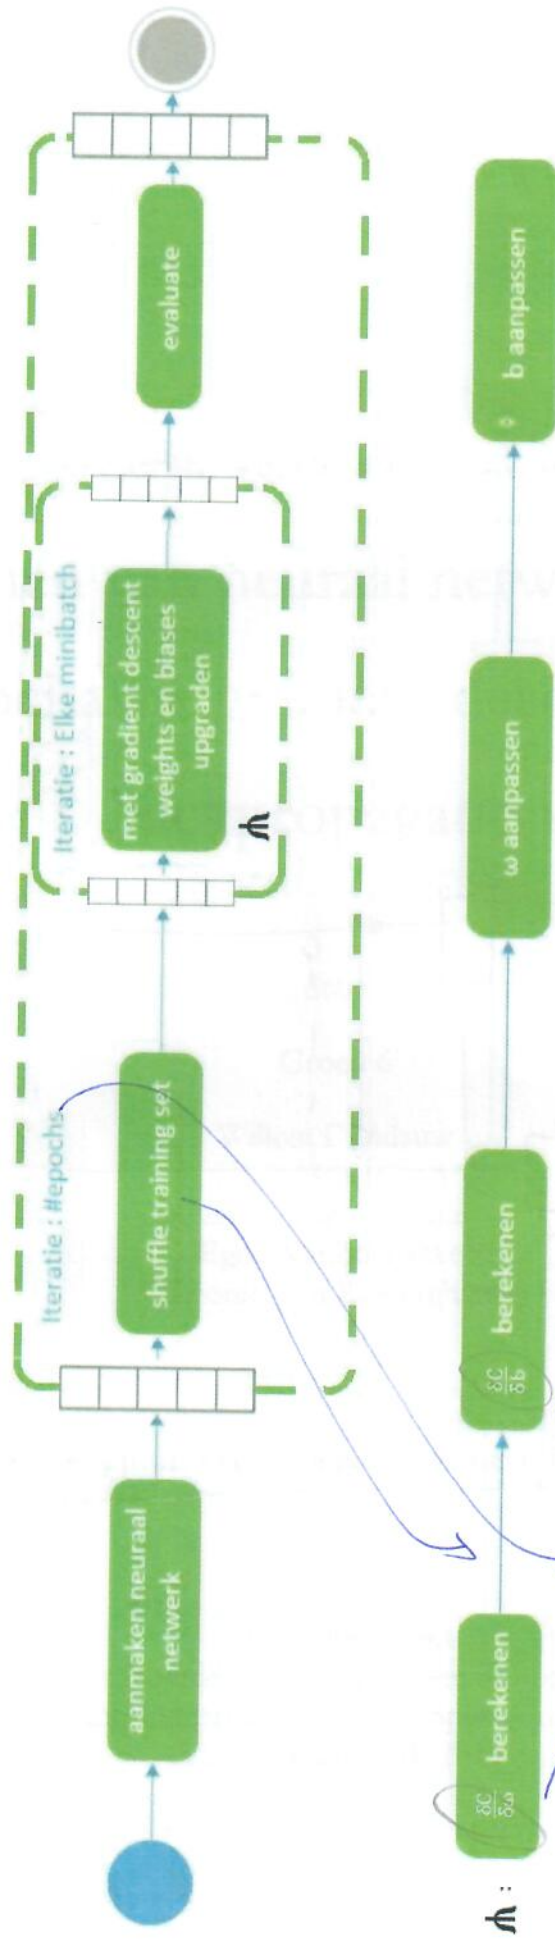 aanmaken neuraal
netwerk
Iteratie : #epochs
shuffle training set
Iteratie : Elke minibatch
met gradient descent
weights en biases
upgraden
evaluate
:
δC
δω
berekenen
δC
δb
berekenen
ω aanpassen
b aanpassen